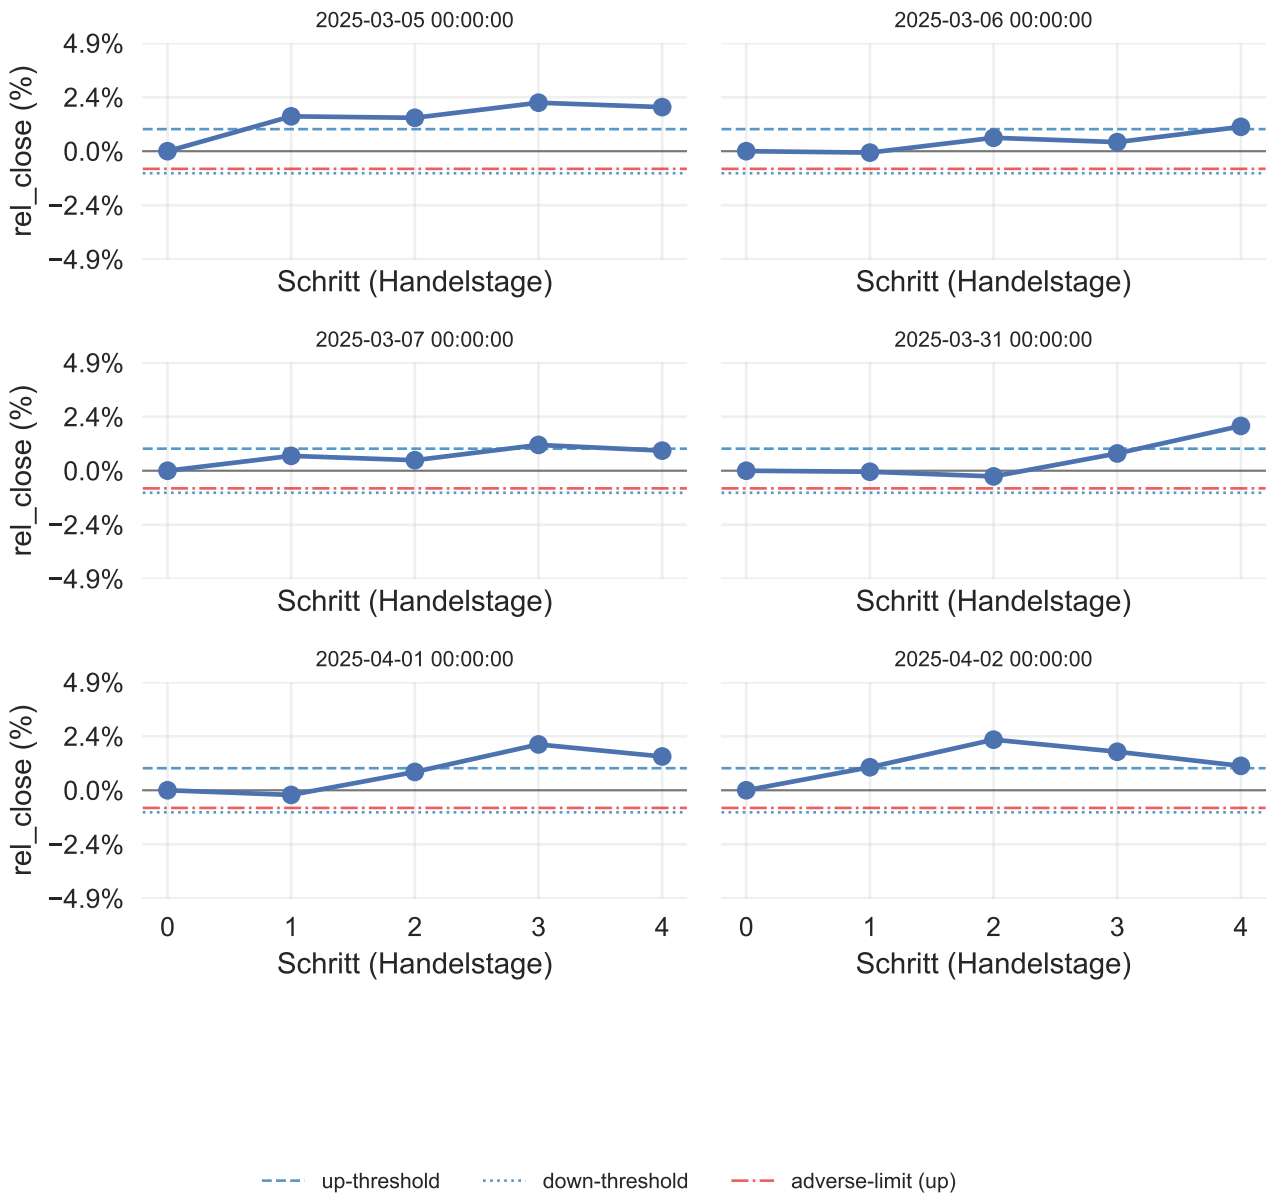 2025-03-05 00:00:00
2025-03-06 00:00:00
rel_close (%)
4.9%
2.4%
0.0%
−2.4%
−4.9%
Schritt (Handelstage)
Schritt (Handelstage)
2025-03-07 00:00:00
2025-03-31 00:00:00
rel_close (%)
4.9%
2.4%
0.0%
−2.4%
−4.9%
Schritt (Handelstage)
Schritt (Handelstage)
2025-04-01 00:00:00
2025-04-02 00:00:00
rel_close (%)
4.9%
2.4%
0.0%
−2.4%
−4.9%
0 1 2 3 4
0 1 2 3 4
Schritt (Handelstage)
Schritt (Handelstage)
up-threshold
down-threshold
adverse-limit (up)